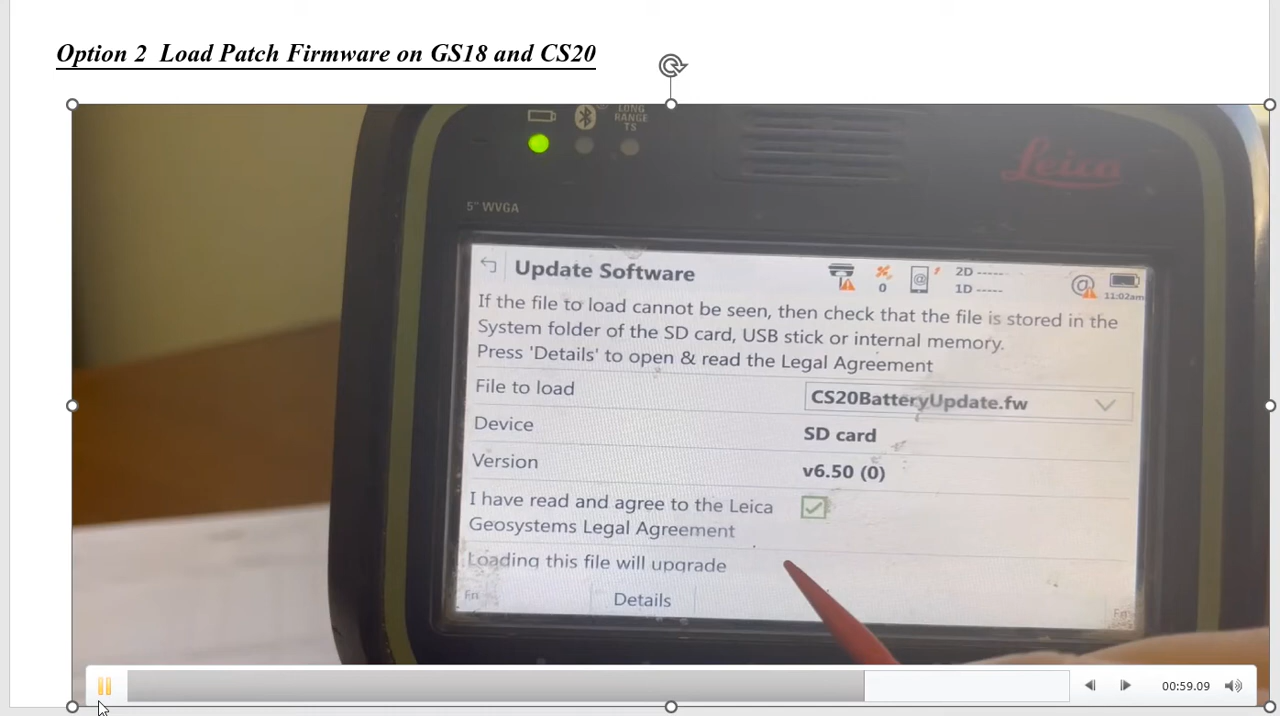 Option 2 Load Patch Firmware on GS18 and CS20
LONG
RANGE
TS
Leica
5" WVGA
Update Software
0
2D -----
1D -----
11:02am
If the file to load cannot be seen, then check that the file is stored in the
System folder of the SD card, USB stick or internal memory.
Press 'Details' to open & read the Legal Agreement
File to load
CS20BatteryUpdate.fw
Device
SD card
Version
v6.50 (0)
I have read and agree to the Leica
Geosystems Legal Agreement
Loading this file will upgrade
Fn
Details
Fn
00:59.09